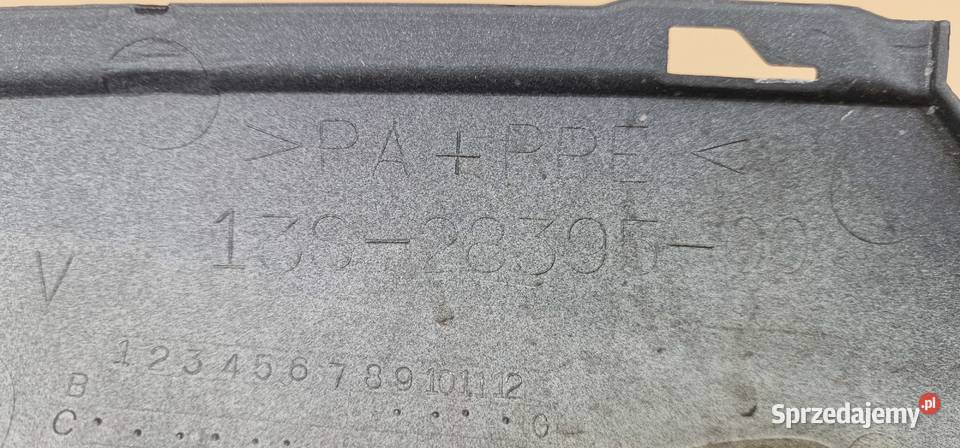 >PA+PPE<
13S-28395-00
V
1 2 3 4 5 6 7 8 9 10 11 12
B
C 0
Sprzedajemy.pl